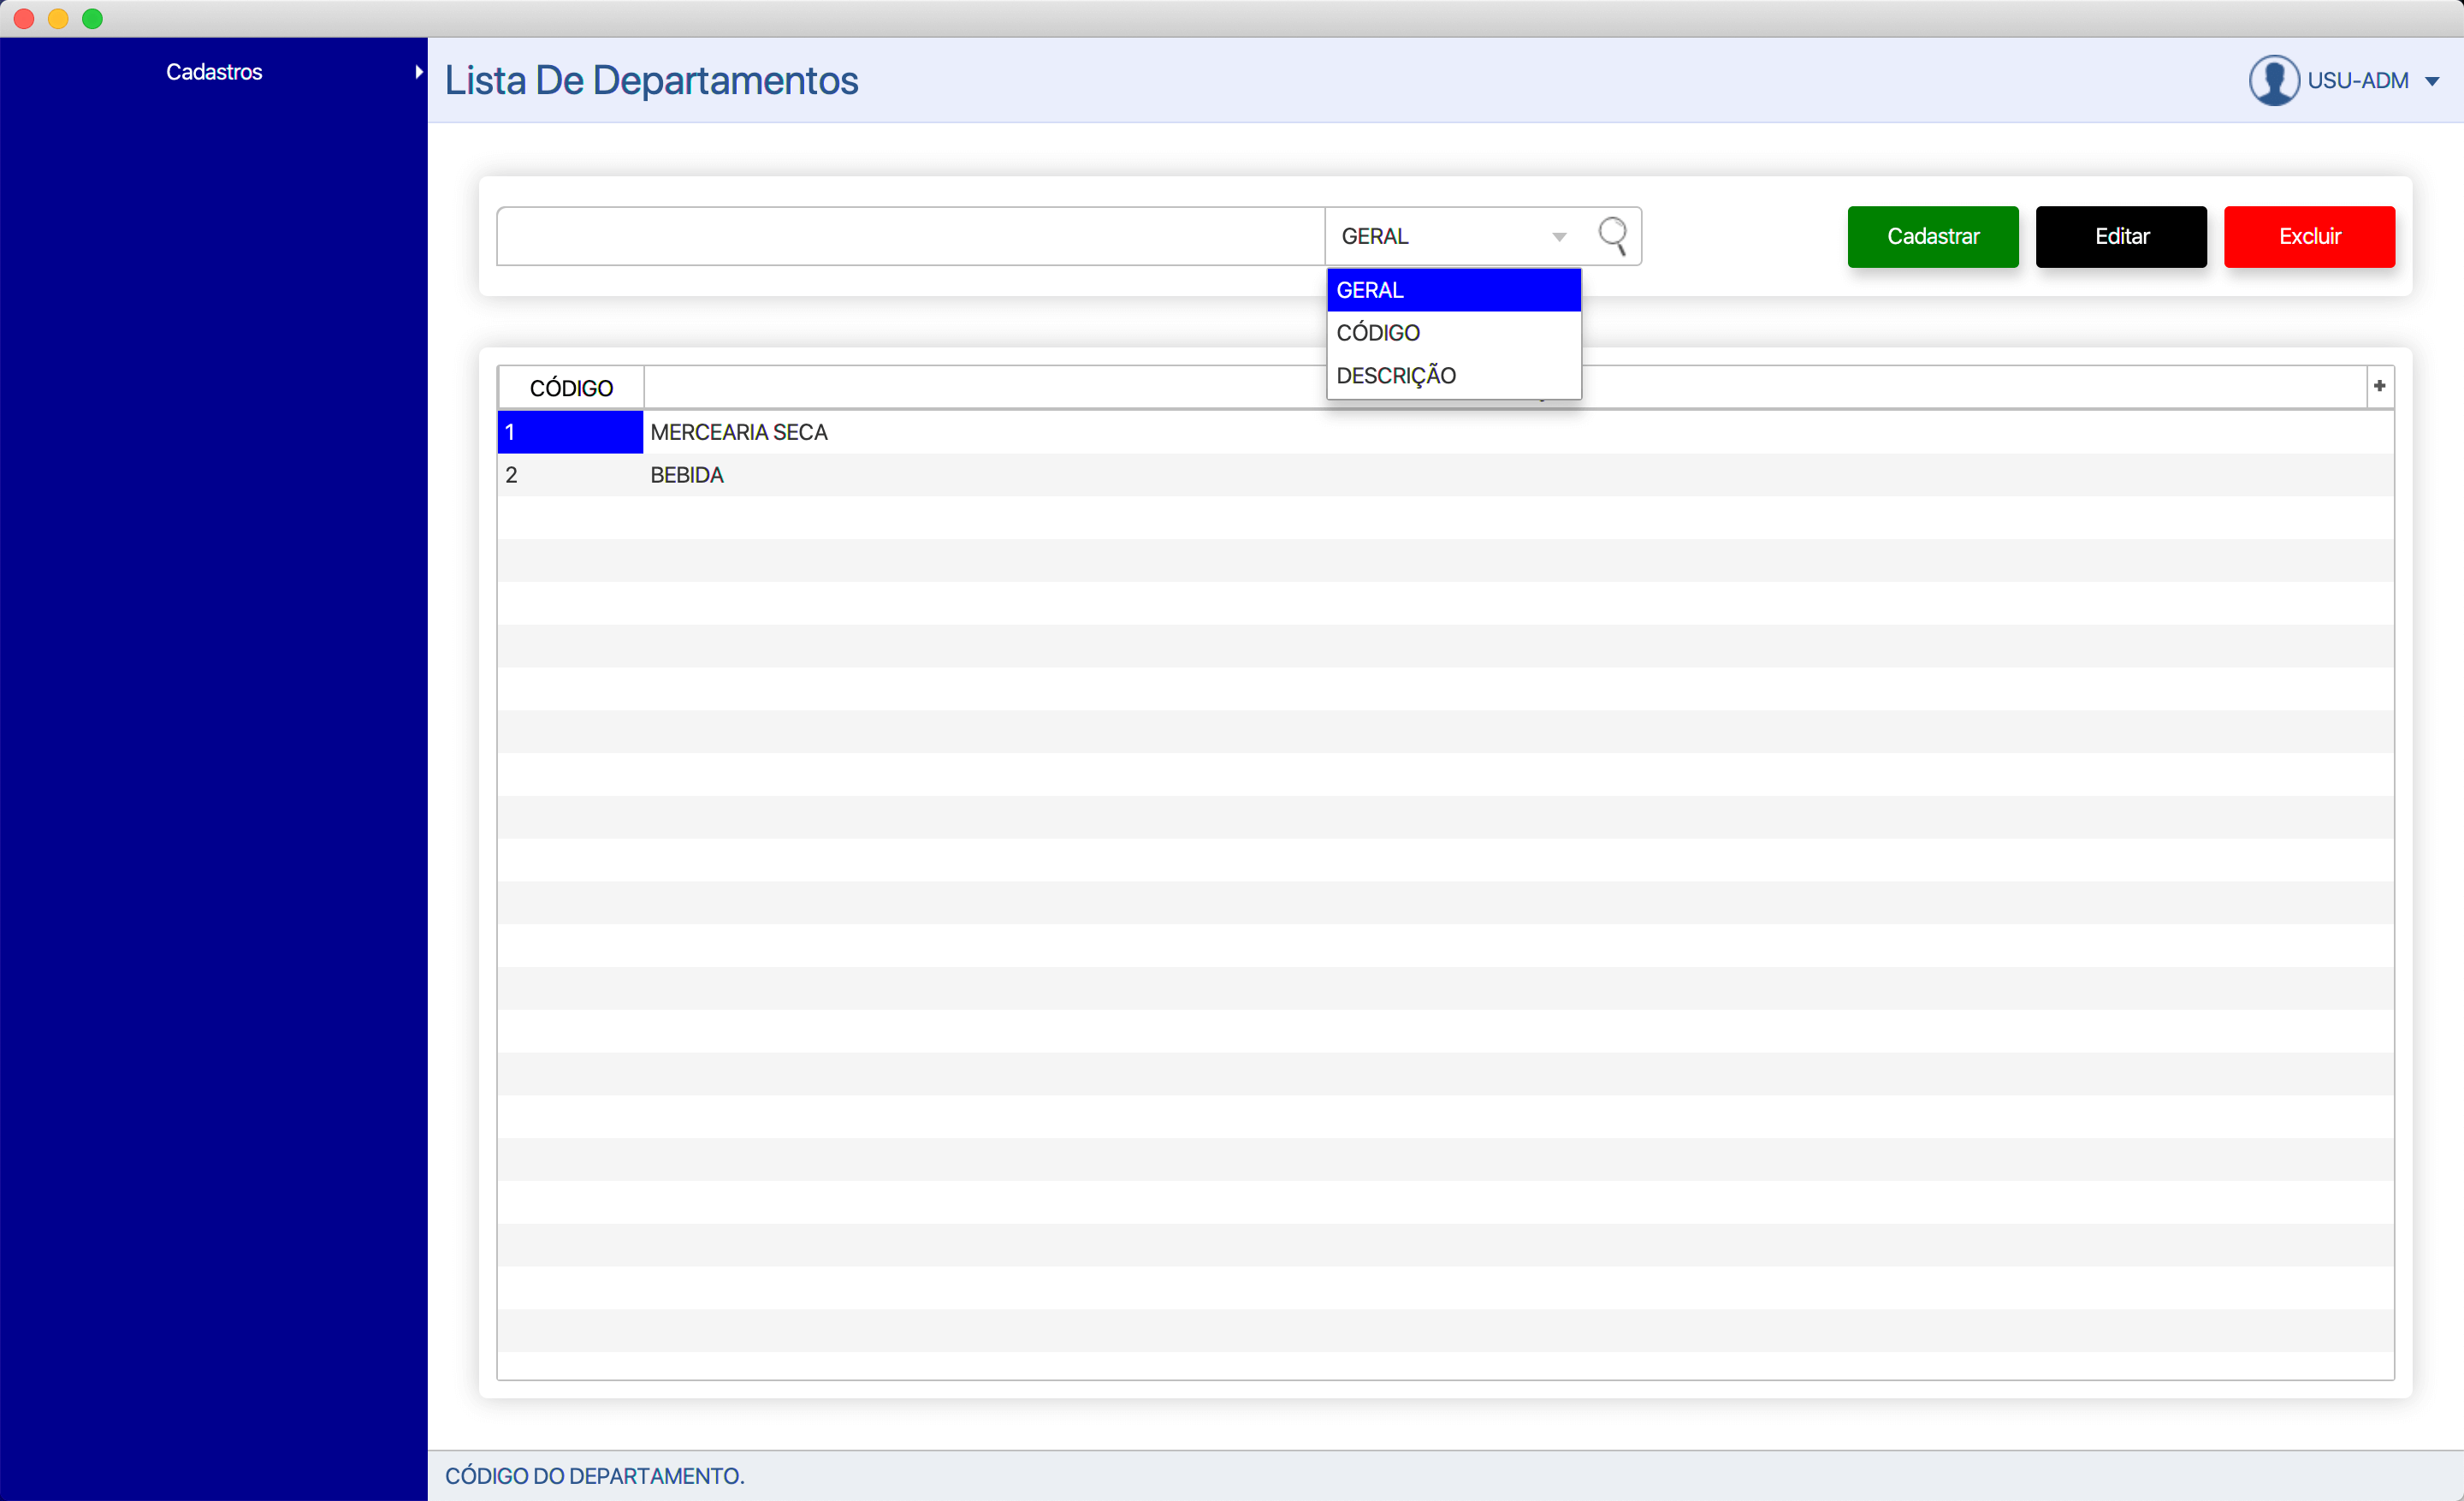 Cadastros
Lista De Departamentos
USU-ADM
GERAL
Cadastrar
Editar
Excluir
GERAL
CÓDIGO
DESCRIÇÃO
CÓDIGO
1 MERCEARIA SECA
2 BEBIDA
CÓDIGO DO DEPARTAMENTO.